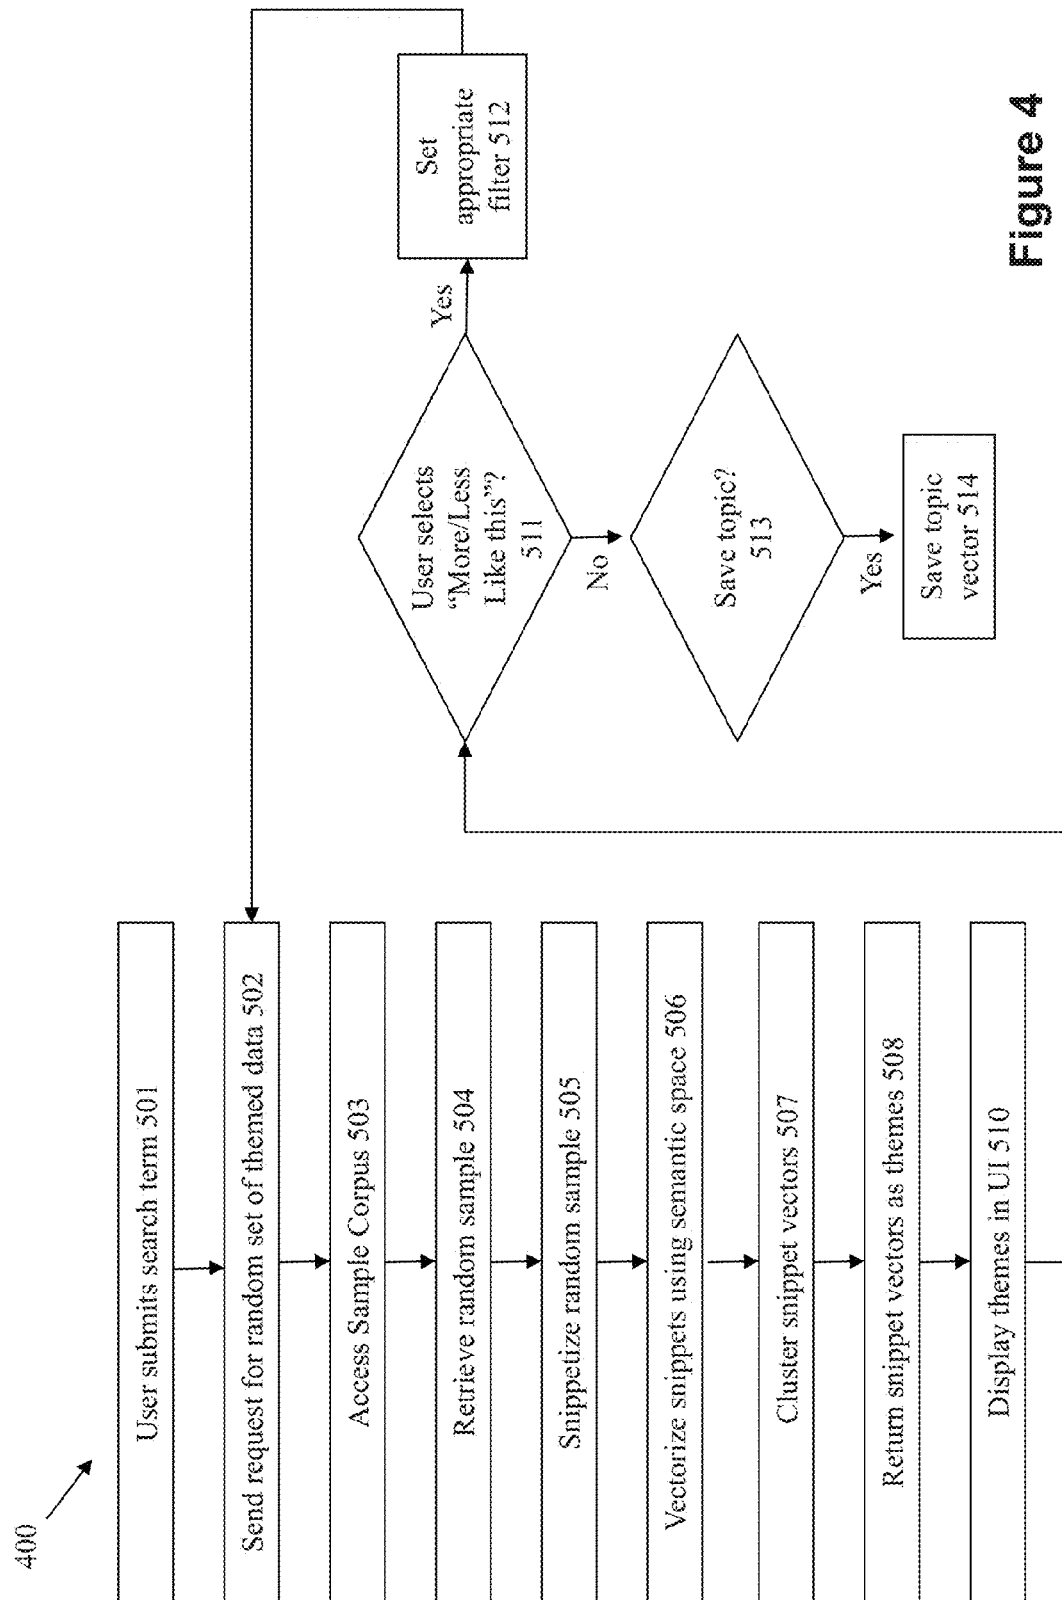 400
User submits search term 501
Send request for random set of themed data 502
Access Sample Corpus 503
Retrieve random sample 504
Snippetize random sample 505
Vectorize snippets using semantic space 506
Cluster snippet vectors 507
Return snippet vectors as themes 508
Display themes in UI 510
User selects
“More/Less
Like this”?
511
Yes
Set
appropriate
filter 512
No
Save topic?
513
Yes
Save topic
vector 514
Figure 4